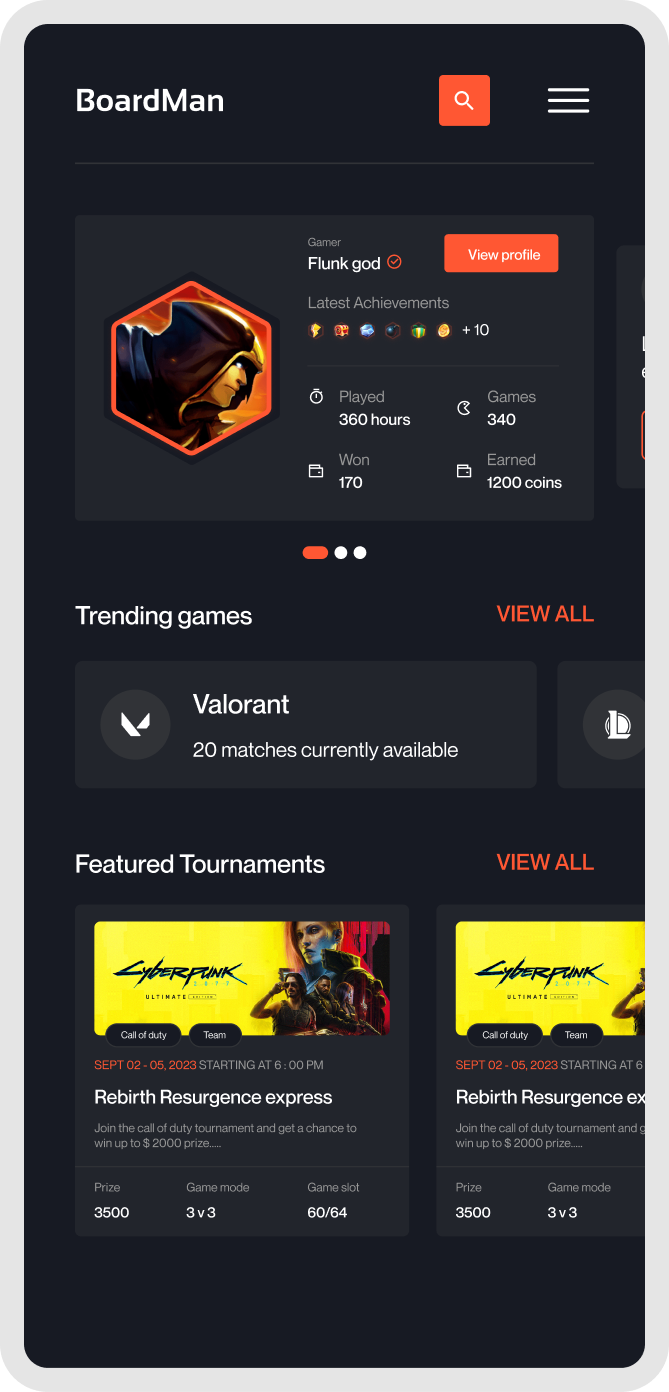 BoardMan
Gamer
Flunk god
View profile
Latest Achievements
+ 10
Played
360 hours
Games
340
Won
170
Earned
1200 coins
Trending games
VIEW ALL
Valorant
20 matches currently available
Featured Tournaments
VIEW ALL
CYBERPUNK
2077
ULTIMATE EDITION
Call of duty
Team
SEPT 02 - 05, 2023 STARTING AT 6 : 00 PM
Rebirth Resurgence express
Join the call of duty tournament and get a chance to
win up to $ 2000 prize.....
Prize
3500
Game mode
3 v 3
Game slot
60/64
CYBERPUNK
2077
ULTIMATE EDITION
Call of duty
Team
SEPT 02 - 05, 2023 STARTING AT 6
Rebirth Resurgence ex
Join the call of duty tournament and g
win up to $ 2000 prize.....
Prize
3500
Game mode
3 v 3